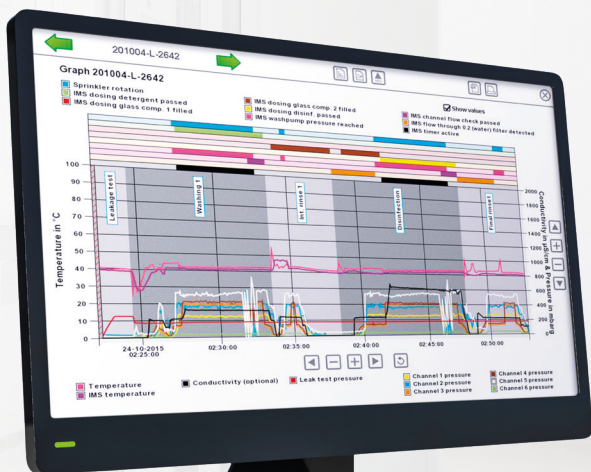 201004-L-2642
Graph 201004-L-2642
Sprinkler rotation
IMS dosing detergent passed
IMS dosing glass comp. 1 filled
IMS dosing glass comp. 2 filled
IMS dosing disinf. passed
IMS washpump pressure reached
Show values
IMS channel flow check passed
IMS flow through 0.2 (water) filter detected
IMS timer active
Temperature in °C
100
90
80
70
60
50
40
30
20
10
0
Leakage test
Washing 1
Int. rinse 1
Disinfection
Final rinse 1
2000
1800
1600
1400
1200
1000
800
600
400
200
0
Conductivity in µS/cm & Pressure in mbarg
24-10-2015
02:25:00
02:30:00
02:35:00
02:40:00
02:45:00
02:50:00
Temperature
IMS temperature
Conductivity (optional)
Leak test pressure
Channel 1 pressure
Channel 2 pressure
Channel 3 pressure
Channel 4 pressure
Channel 5 pressure
Channel 6 pressure